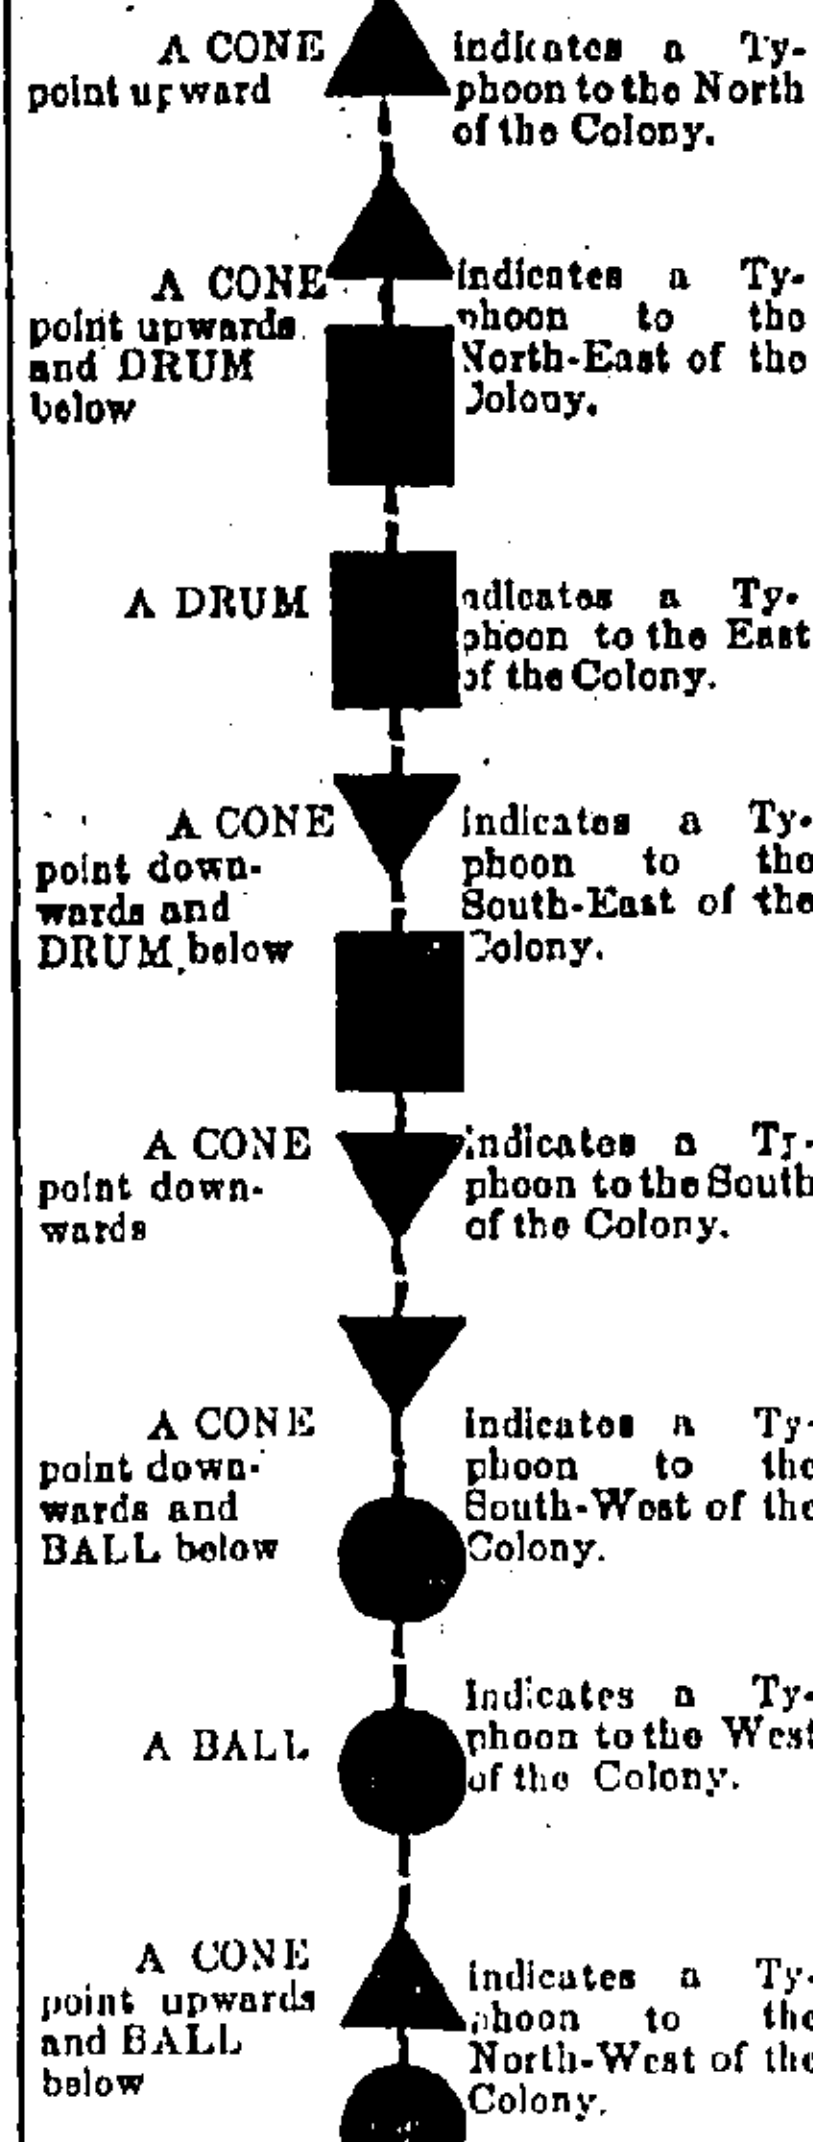 A CONE
point upward
indicates a Ty-
phoon to the North
of the Colony.
A CONE
point upwards
and DRUM
below
indicates a Ty-
phoon to the
North-East of the
Colony.
A DRUM
indicates a Ty-
phoon to the East
of the Colony.
A CONE
point down-
wards and
DRUM below
indicates a Ty-
phoon to the
South-East of the
Colony.
A CONE
point down-
wards
indicates a Ty-
phoon to the South
of the Colony.
A CONE
point down-
wards and
BALL below
indicates a Ty-
phoon to the
South-West of the
Colony.
A BALL
Indicates a Ty-
phoon to the West
of the Colony.
A CONE
point upwards
and BALL
below
indicates a Ty-
phoon to the
North-West of the
Colony.